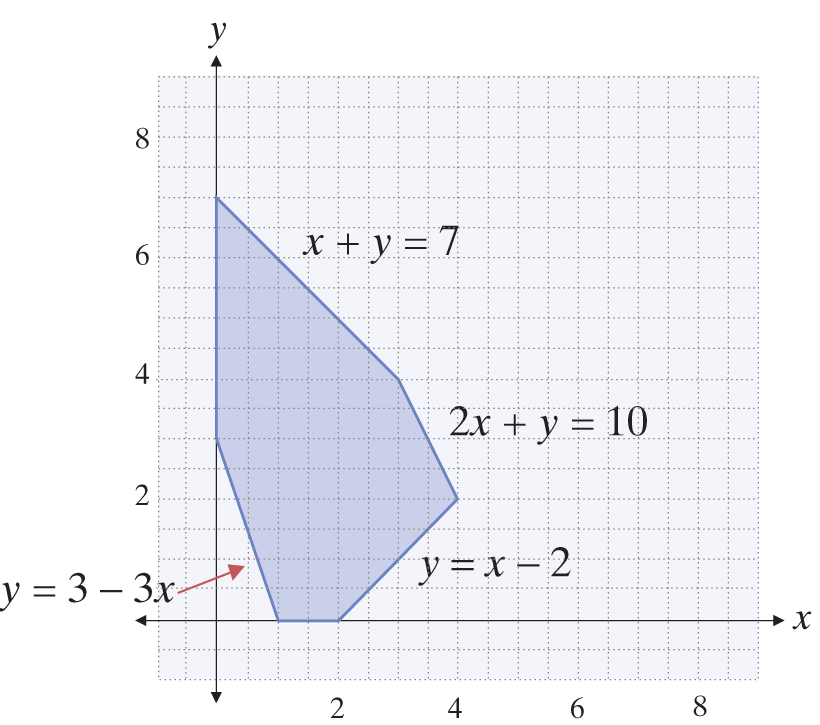 y
8
x + y = 7
6
4
2x + y = 10
2
y = x − 2
y = 3 − 3x
x
2 4 6 8